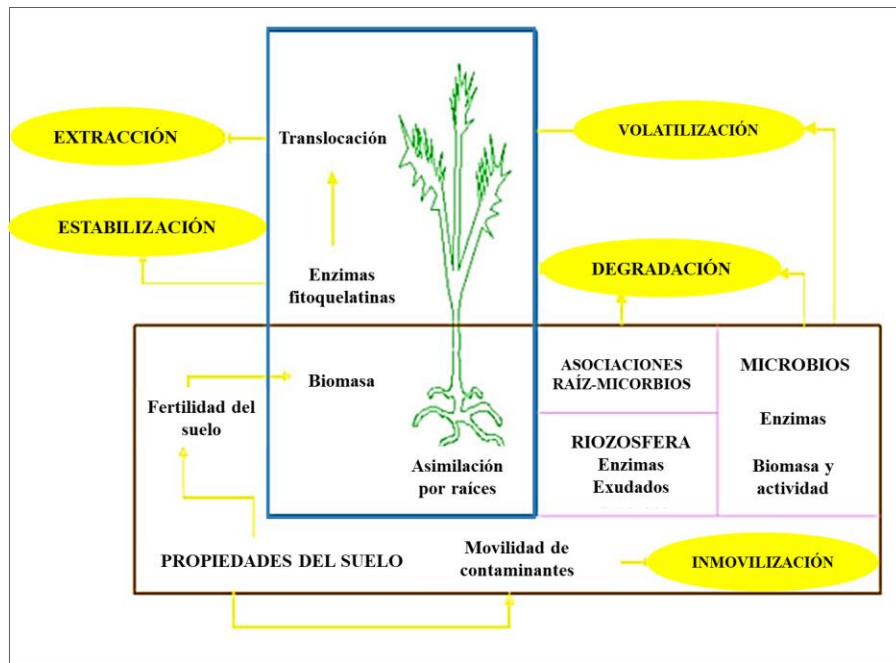 EXTRACCIÓN
Translocación
VOLATILIZACIÓN
ESTABILIZACIÓN
Enzimas
fitoquelatinas
DEGRADACIÓN
Fertilidad del
suelo
Biomasa
Asimilación
por raíces
ASOCIACIONES
RAÍZ-MICORBIOS
RIOZOSFERA
Enzimas
Exudados
MICROBIOS
Enzimas
Biomasa y
actividad
PROPIEDADES DEL SUELO
Movilidad de
contaminantes
INMOVILIZACIÓN